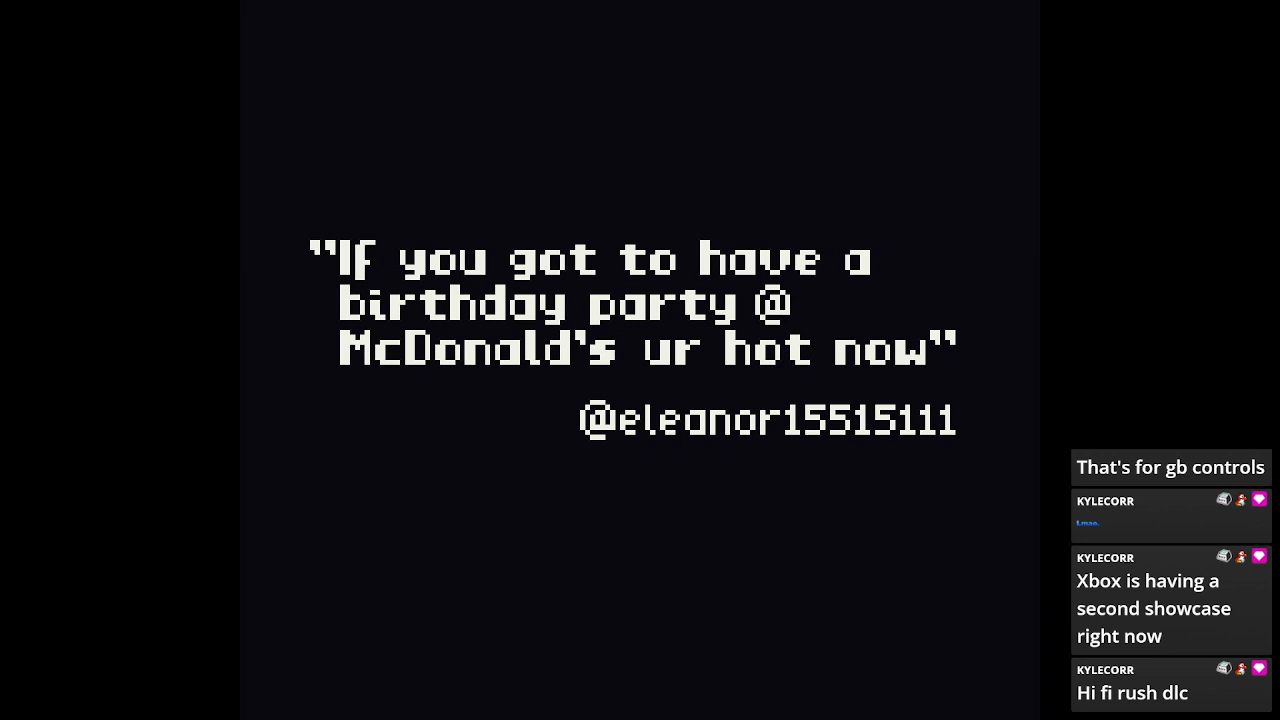 "If you got to have a
birthday party @
McDonald's ur hot now"
@eleanor15515111
That's for gb controls
KYLECORR
Lmao.
KYLECORR
Xbox is having a
second showcase
right now
KYLECORR
Hi fi rush dlc